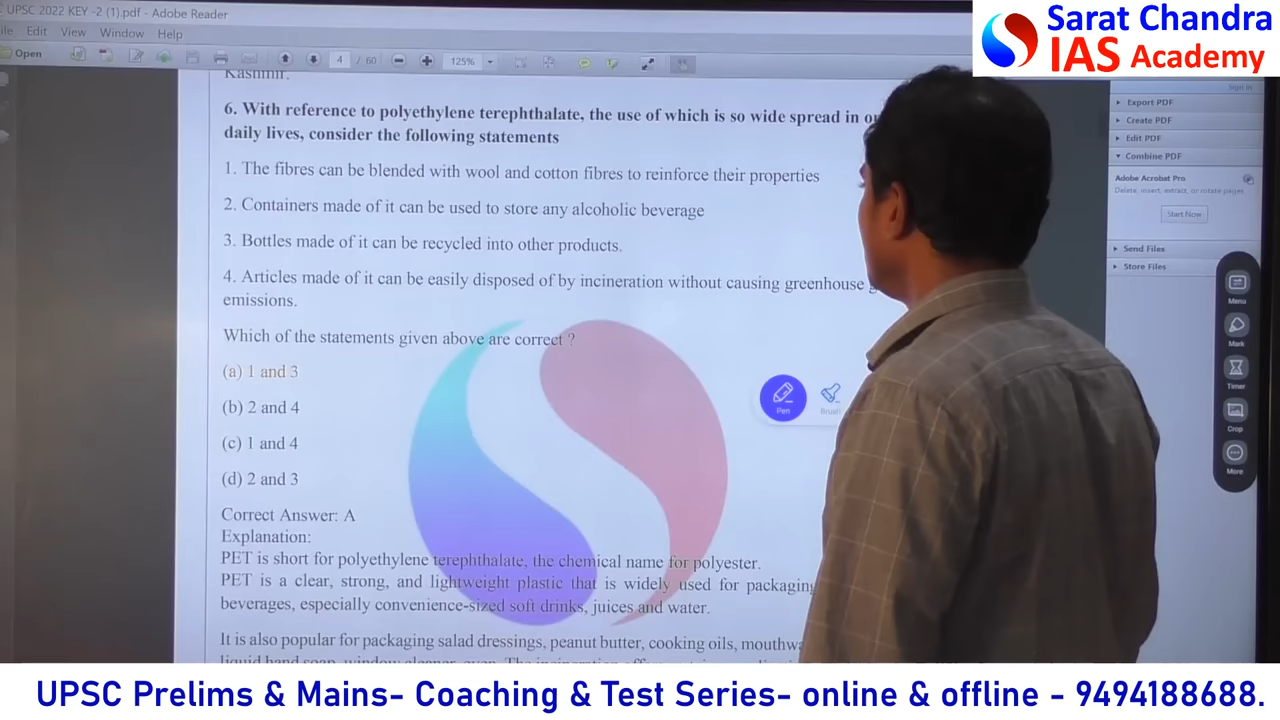 UPSC 2022 KEY -2 (1).pdf - Adobe Reader
Edit View Window Help
Open 4 / 60 125%
Sarat Chandra
IAS Academy
Kashmir.
6. With reference to polyethylene terephthalate, the use of which is so wide spread in
daily lives, consider the following statements
1. The fibres can be blended with wool and cotton fibres to reinforce their properties
2. Containers made of it can be used to store any alcoholic beverage
3. Bottles made of it can be recycled into other products.
4. Articles made of it can be easily disposed of by incineration without causing greenhouse
emissions.
Which of the statements given above are correct ?
(a) 1 and 3
(b) 2 and 4
(c) 1 and 4
(d) 2 and 3
Correct Answer: A
Explanation:
PET is short for polyethylene terephthalate, the chemical name for polyester.
PET is a clear, strong, and lightweight plastic that is widely used for packaging
beverages, especially convenience-sized soft drinks, juices and water.
It is also popular for packaging salad dressings, peanut butter, cooking oils,
Pen
Brush
Sign In
Export PDF
Create PDF
Edit PDF
Combine PDF
Adobe Acrobat Pro
Delete, insert, extract, or rotate pages
Start Now
Send Files
Store Files
Menu
Mark
Timer
Crop
More
UPSC Prelims & Mains- Coaching & Test Series- online & offline - 9494188688.